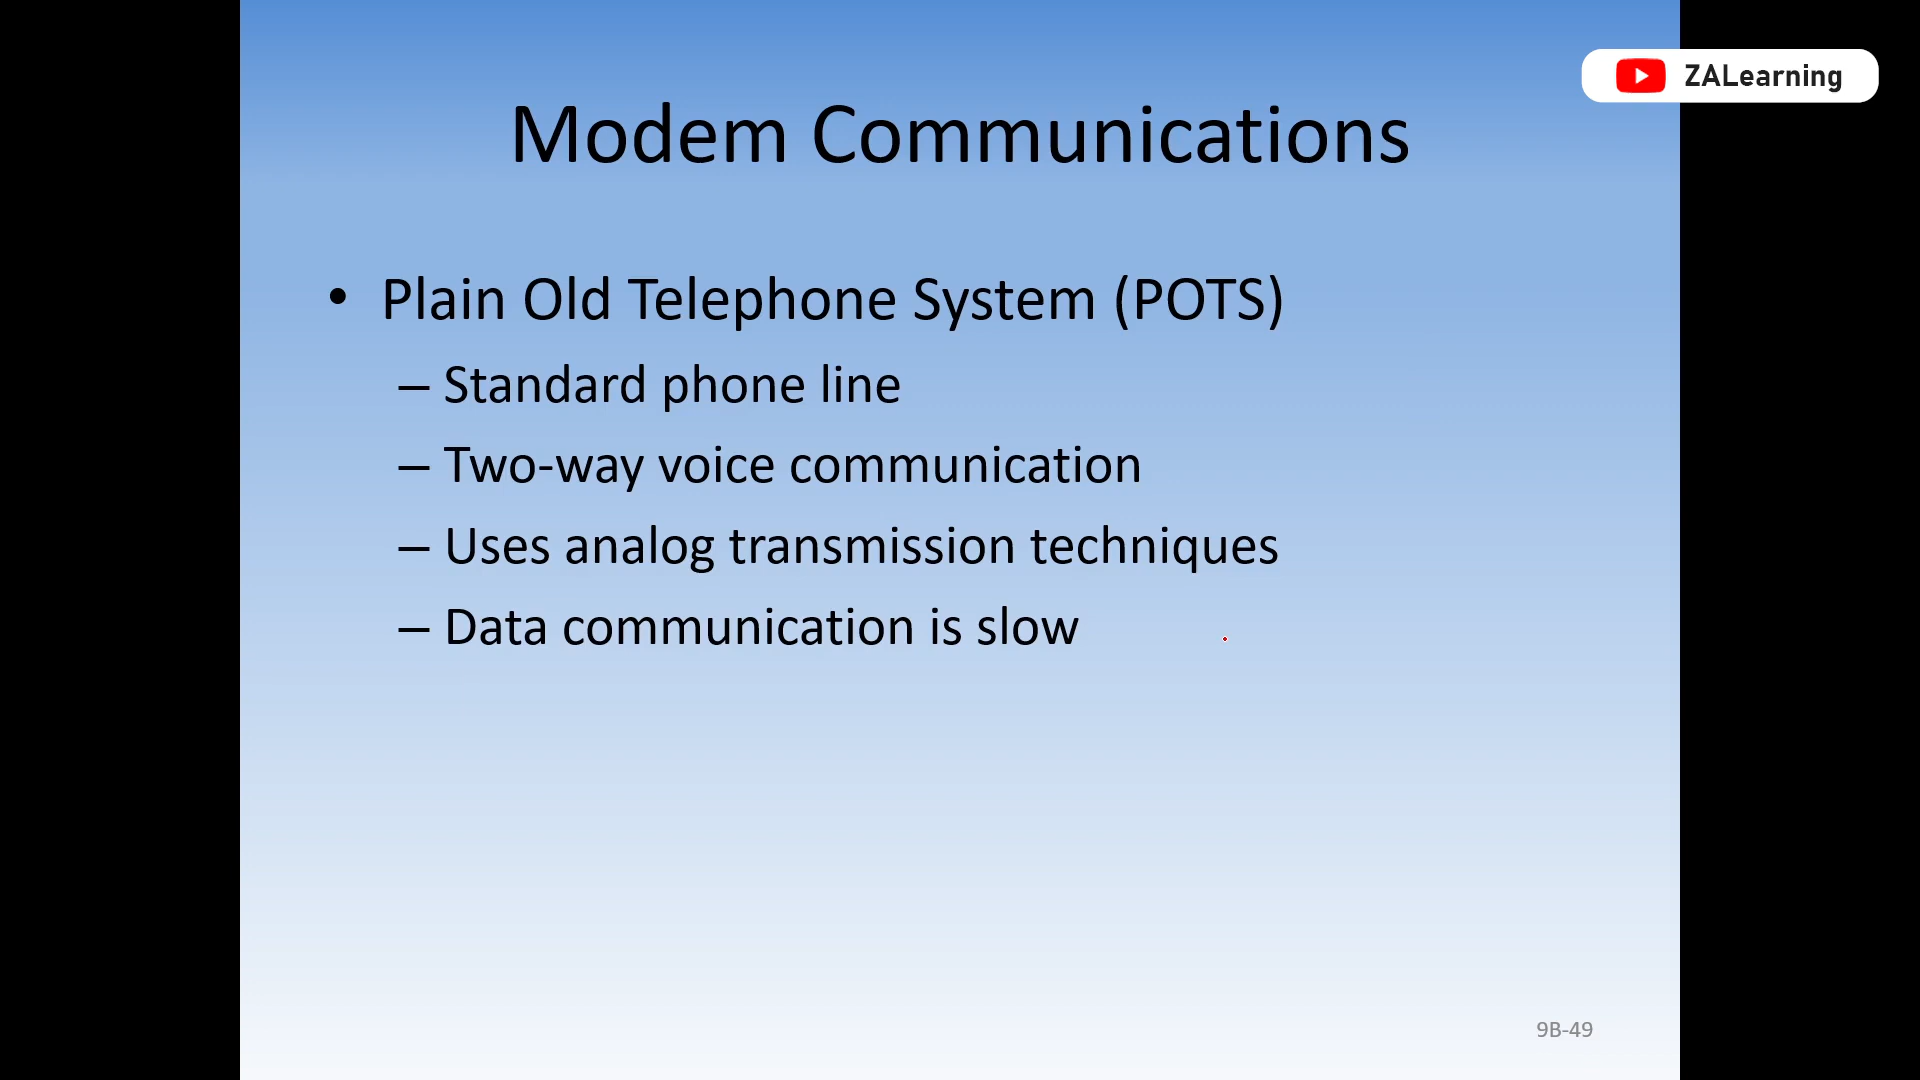 ZALearning
Modem Communications
• Plain Old Telephone System (POTS)
– Standard phone line
– Two-way voice communication
– Uses analog transmission techniques
– Data communication is slow
9B-49